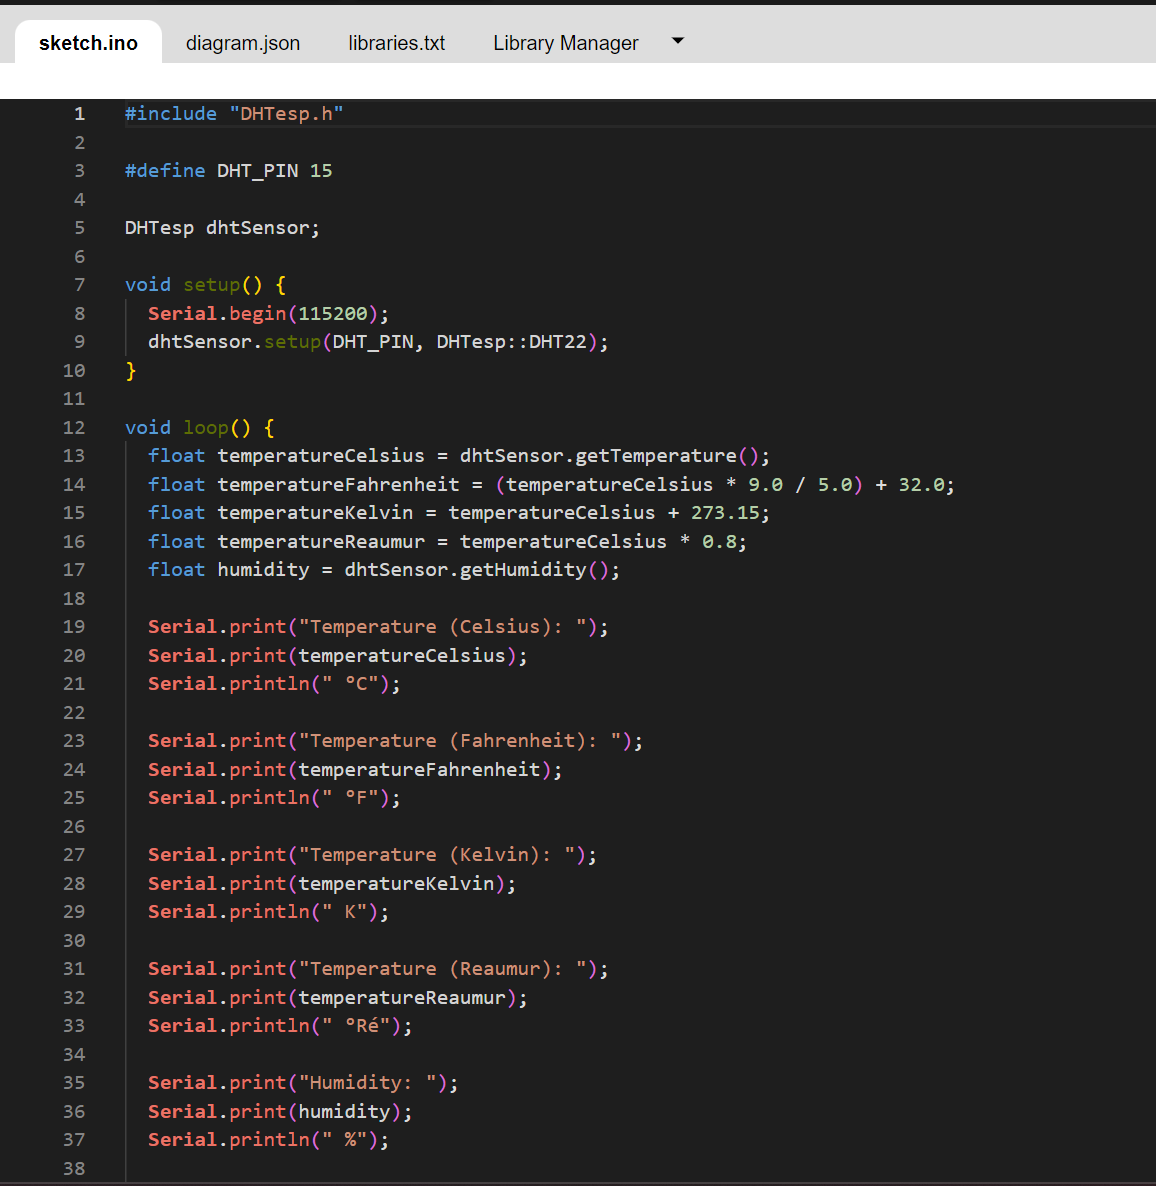 sketch.ino diagram.json libraries.txt Library Manager
1 #include "DHTesp.h"
2
3 #define DHT_PIN 15
4
5 DHTesp dhtSensor;
6
7 void setup() {
8 Serial.begin(115200);
9 dhtSensor.setup(DHT_PIN, DHTesp::DHT22);
10 }
11
12 void loop() {
13 float temperatureCelsius = dhtSensor.getTemperature();
14 float temperatureFahrenheit = (temperatureCelsius * 9.0 / 5.0) + 32.0;
15 float temperatureKelvin = temperatureCelsius + 273.15;
16 float temperatureReaumur = temperatureCelsius * 0.8;
17 float humidity = dhtSensor.getHumidity();
18
19 Serial.print("Temperature (Celsius): ");
20 Serial.print(temperatureCelsius);
21 Serial.println(" °C");
22
23 Serial.print("Temperature (Fahrenheit): ");
24 Serial.print(temperatureFahrenheit);
25 Serial.println(" °F");
26
27 Serial.print("Temperature (Kelvin): ");
28 Serial.print(temperatureKelvin);
29 Serial.println(" K");
30
31 Serial.print("Temperature (Reaumur): ");
32 Serial.print(temperatureReaumur);
33 Serial.println(" °Ré");
34
35 Serial.print("Humidity: ");
36 Serial.print(humidity);
37 Serial.println(" %");
38